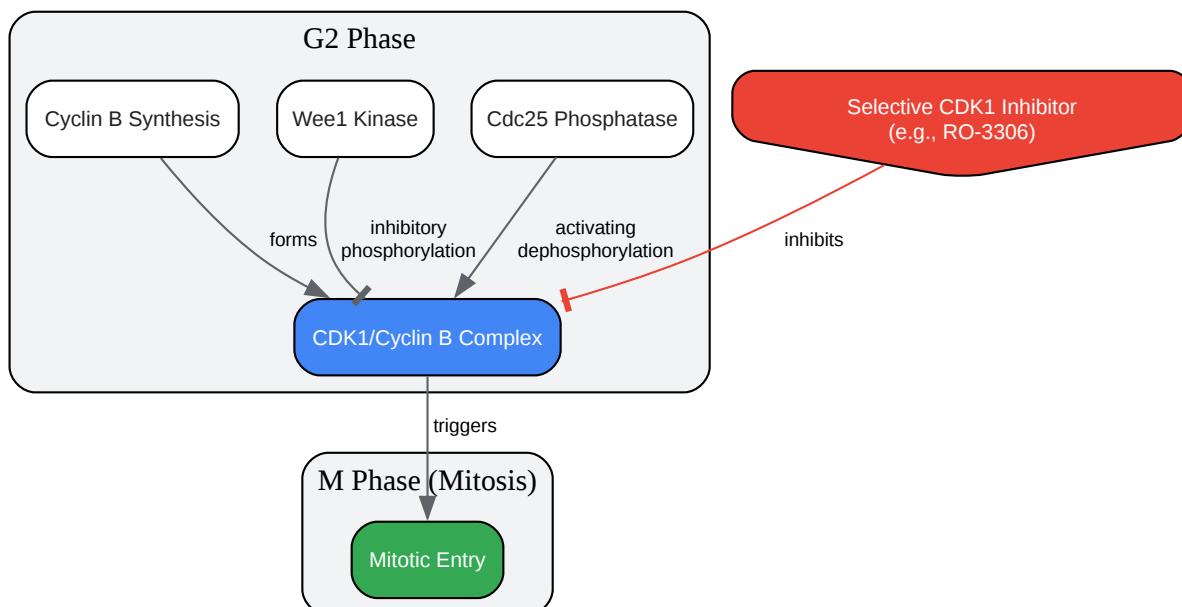 G2 Phase
Cyclin B Synthesis
Wee1 Kinase
Cdc25 Phosphatase
Selective CDK1 Inhibitor
(e.g., RO-3306)
forms
inhibitory
phosphorylation
activating
dephosphorylation
inhibits
CDK1/Cyclin B Complex
triggers
M Phase (Mitosis)
Mitotic Entry